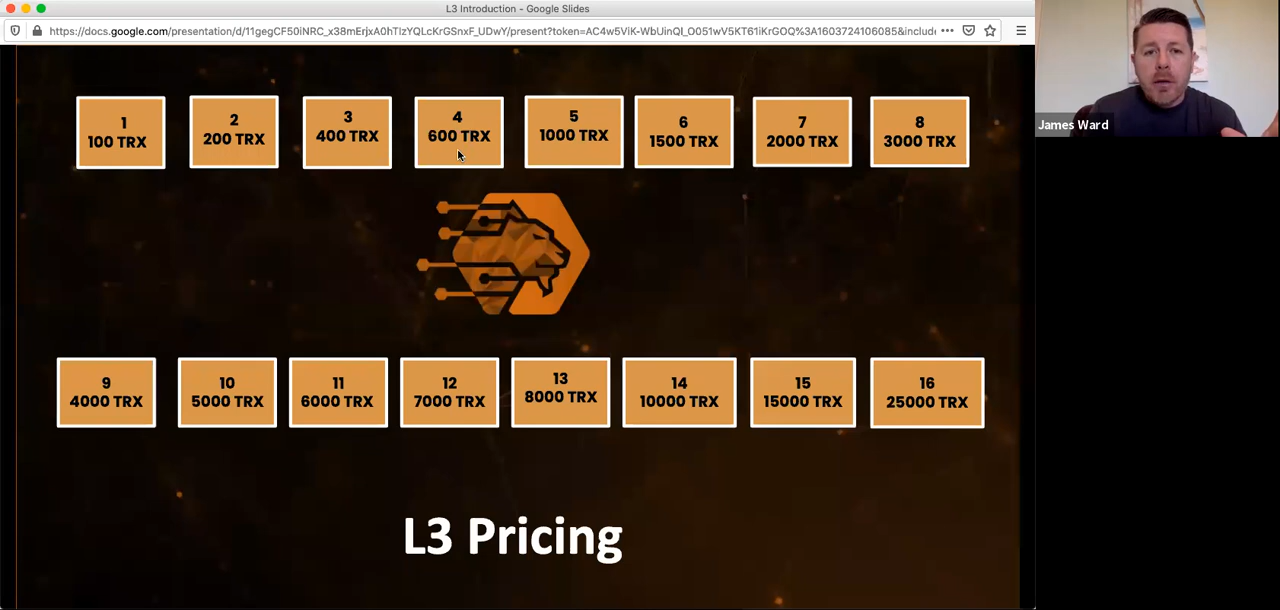 L3 Introduction - Google Slides
https://docs.google.com/presentation/d/11gegCF50iNRC_x38mErjxA0hTlzYQLcKrGSnxF_UDwY/present?token=AC4w5ViK-WbUinQI_O051wV5KT61iKrGOQ%3A1603724106085&include
James Ward
1
100 TRX
2
200 TRX
3
400 TRX
4
600 TRX
5
1000 TRX
6
1500 TRX
7
2000 TRX
8
3000 TRX
9
4000 TRX
10
5000 TRX
11
6000 TRX
12
7000 TRX
13
8000 TRX
14
10000 TRX
15
15000 TRX
16
25000 TRX
L3 Pricing